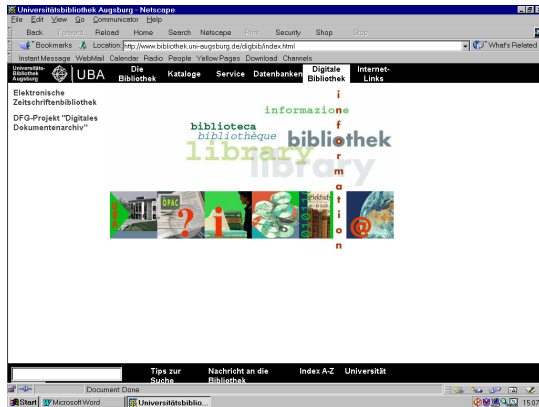 Universitätsbibliothek Augsburg - Netscape
File Edit View Go Communicator Help
Back Forward Reload Home Search Netscape Print Security Shop Stop
Bookmarks Location: http://www.bibliothek.uni-augsburg.de/digbib/index.html What's Related
Instant Message WebMail Calendar Radio People Yellow Pages Download Channels
Universitäts-
Bibliothek
Augsburg
UBA
Die
Bibliothek
Kataloge
Service
Datenbanken
Digitale
Bibliothek
Internet-
Links
Elektronische
Zeitschriftenbibliothek
DFG-Projekt "Digitales
Dokumentenarchiv"
information
informazione
biblioteca
bibliothèque
bibliothek
library
library
OPAC
?
i
@
Tips zur
Suche
Nachricht an die
Bibliothek
Index A-Z
Universität
Document Done
Start Microsoft Word Universitätsbiblio... 15:07